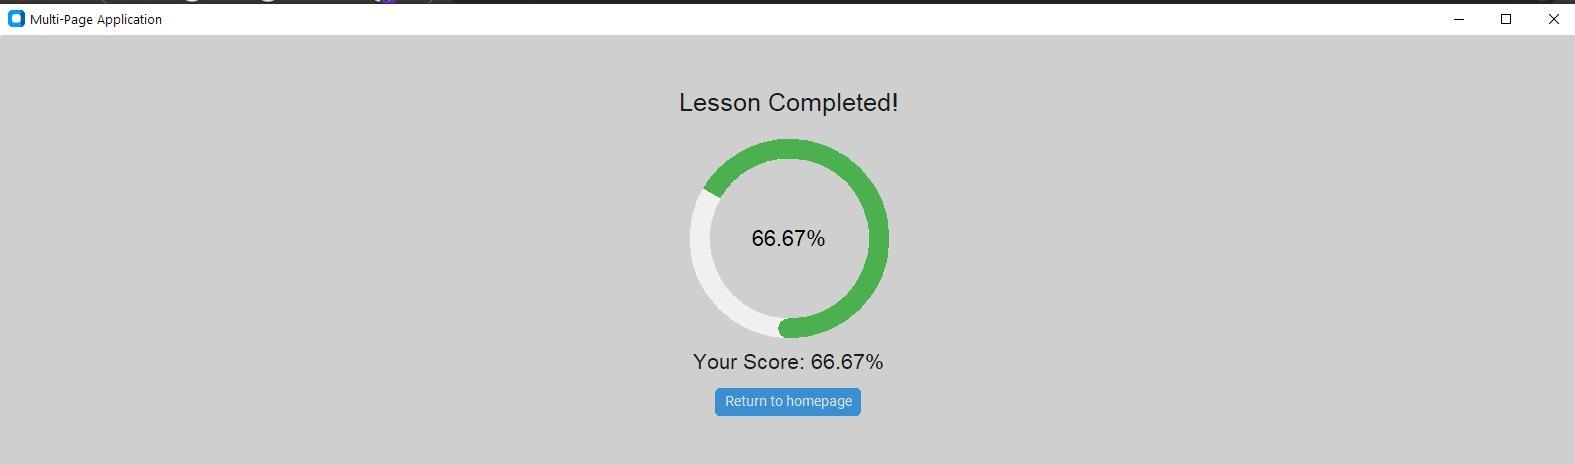 Multi-Page Application
Lesson Completed!
66.67%
Your Score: 66.67%
Return to homepage